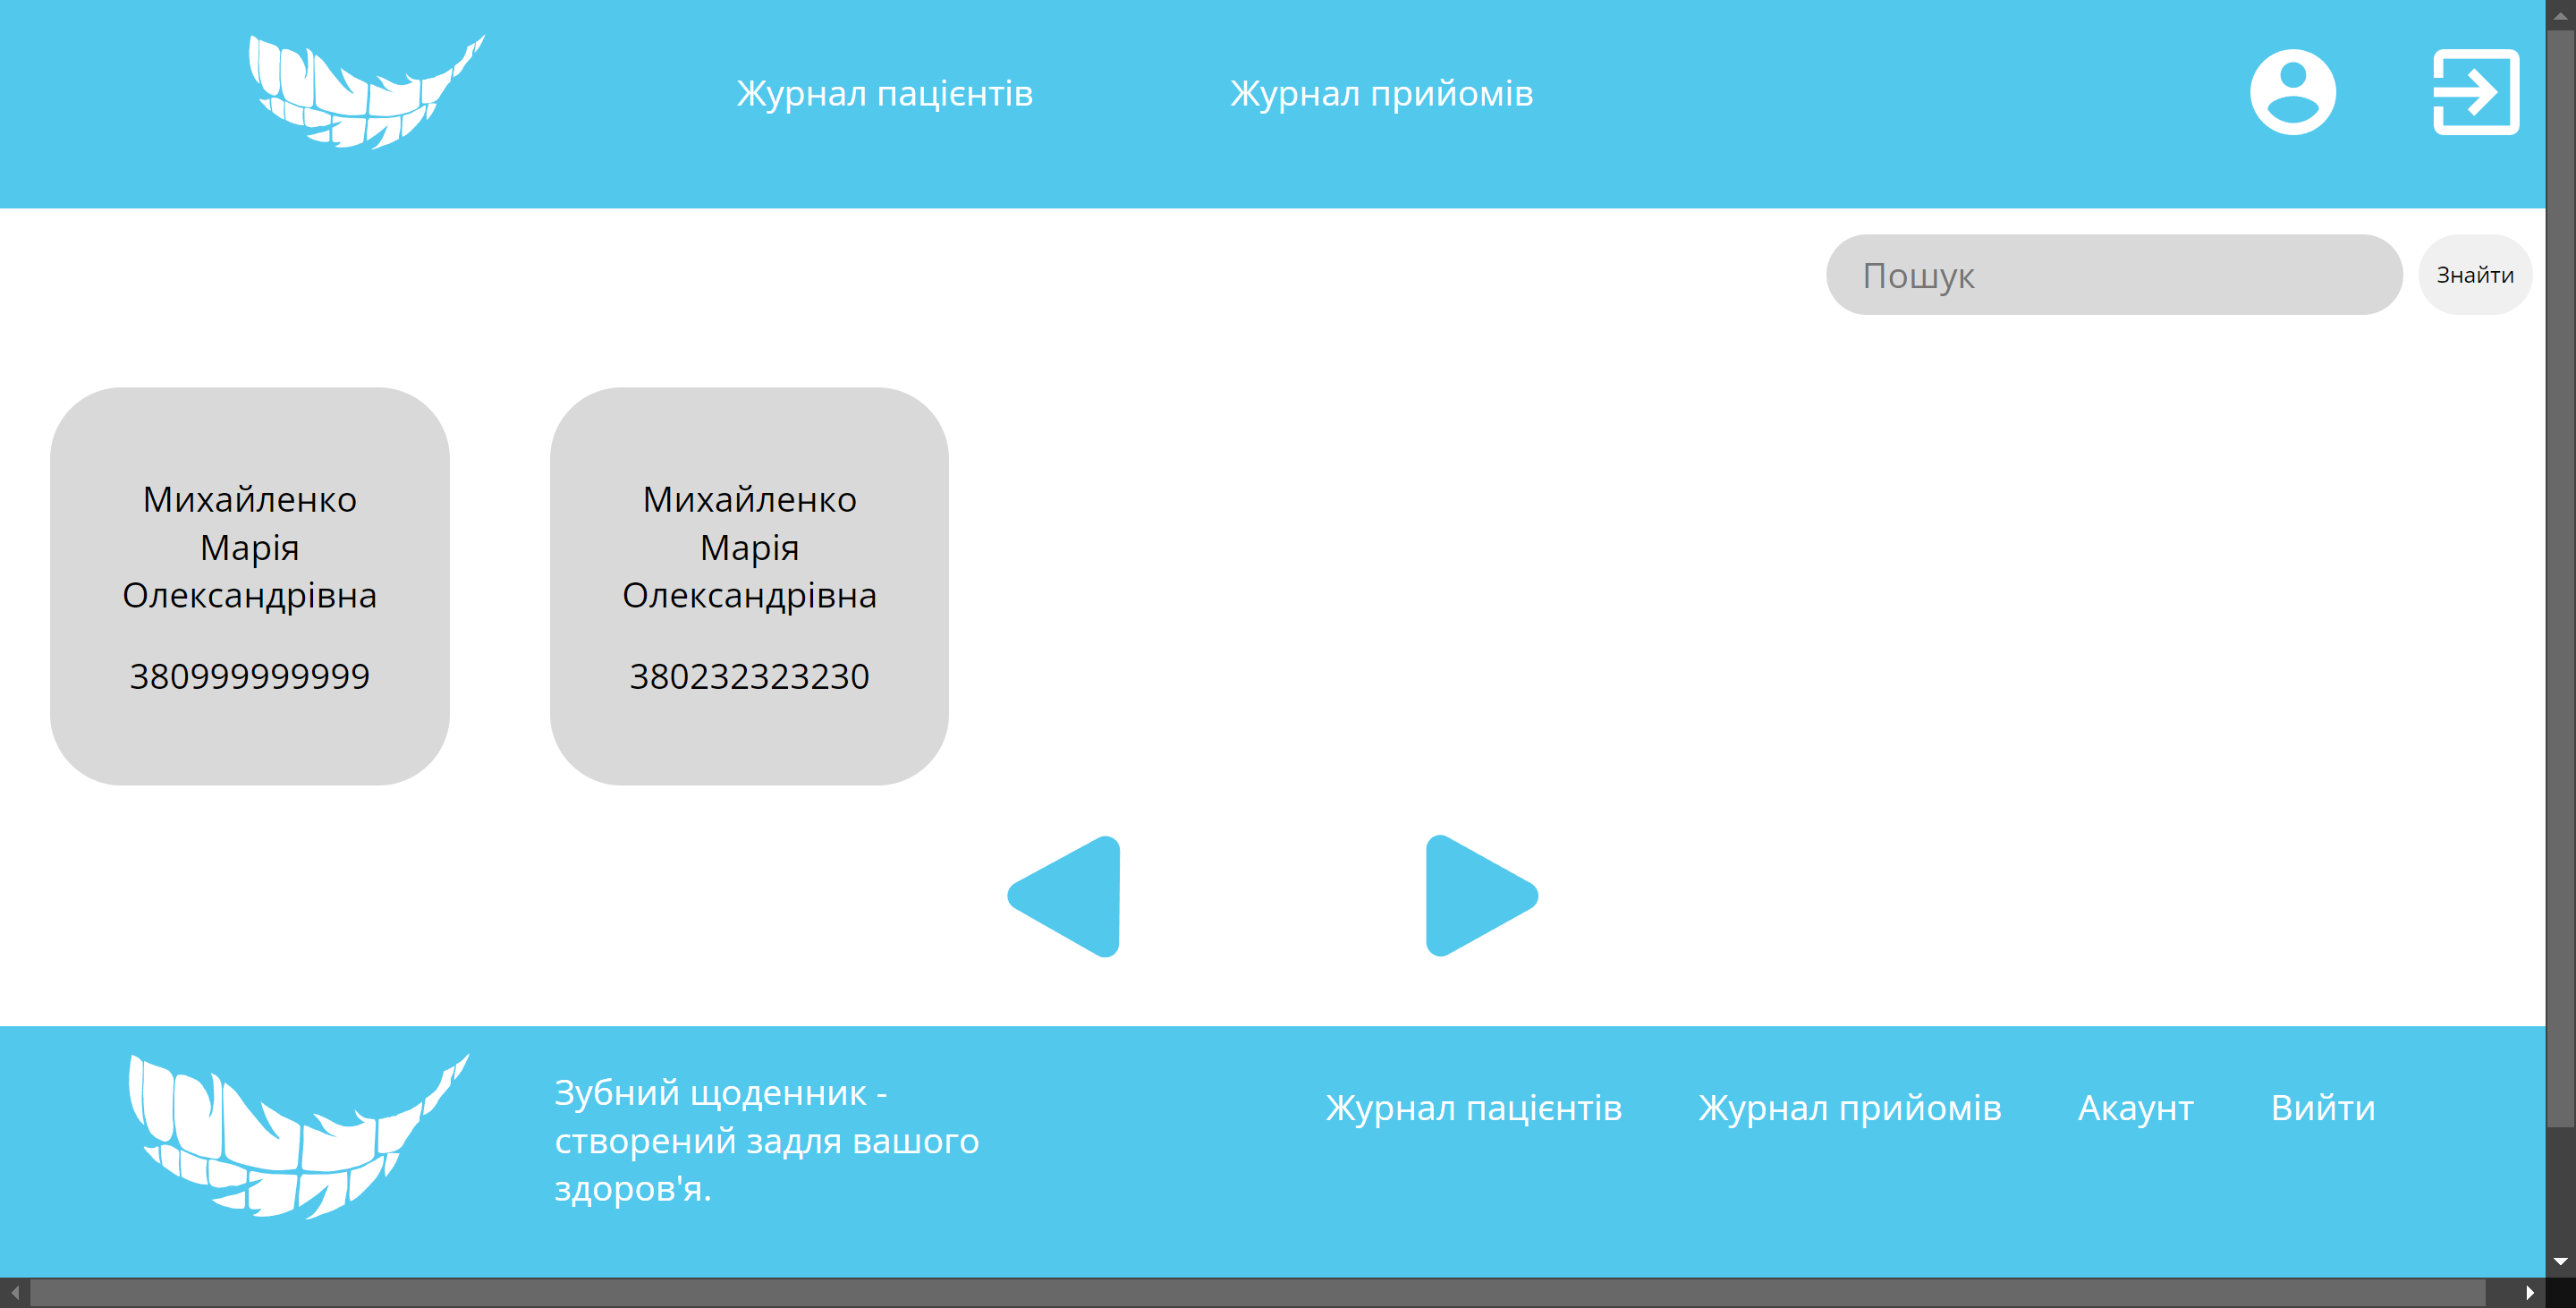 Журнал пацієнтів
Журнал прийомів
Пошук
Знайти
Михайленко
Марія
Олександрівна
380999999999
Михайленко
Марія
Олександрівна
380232323230
Зубний щоденник -
створений задля вашого
здоров'я.
Журнал пацієнтів
Журнал прийомів
Акаунт
Вийти